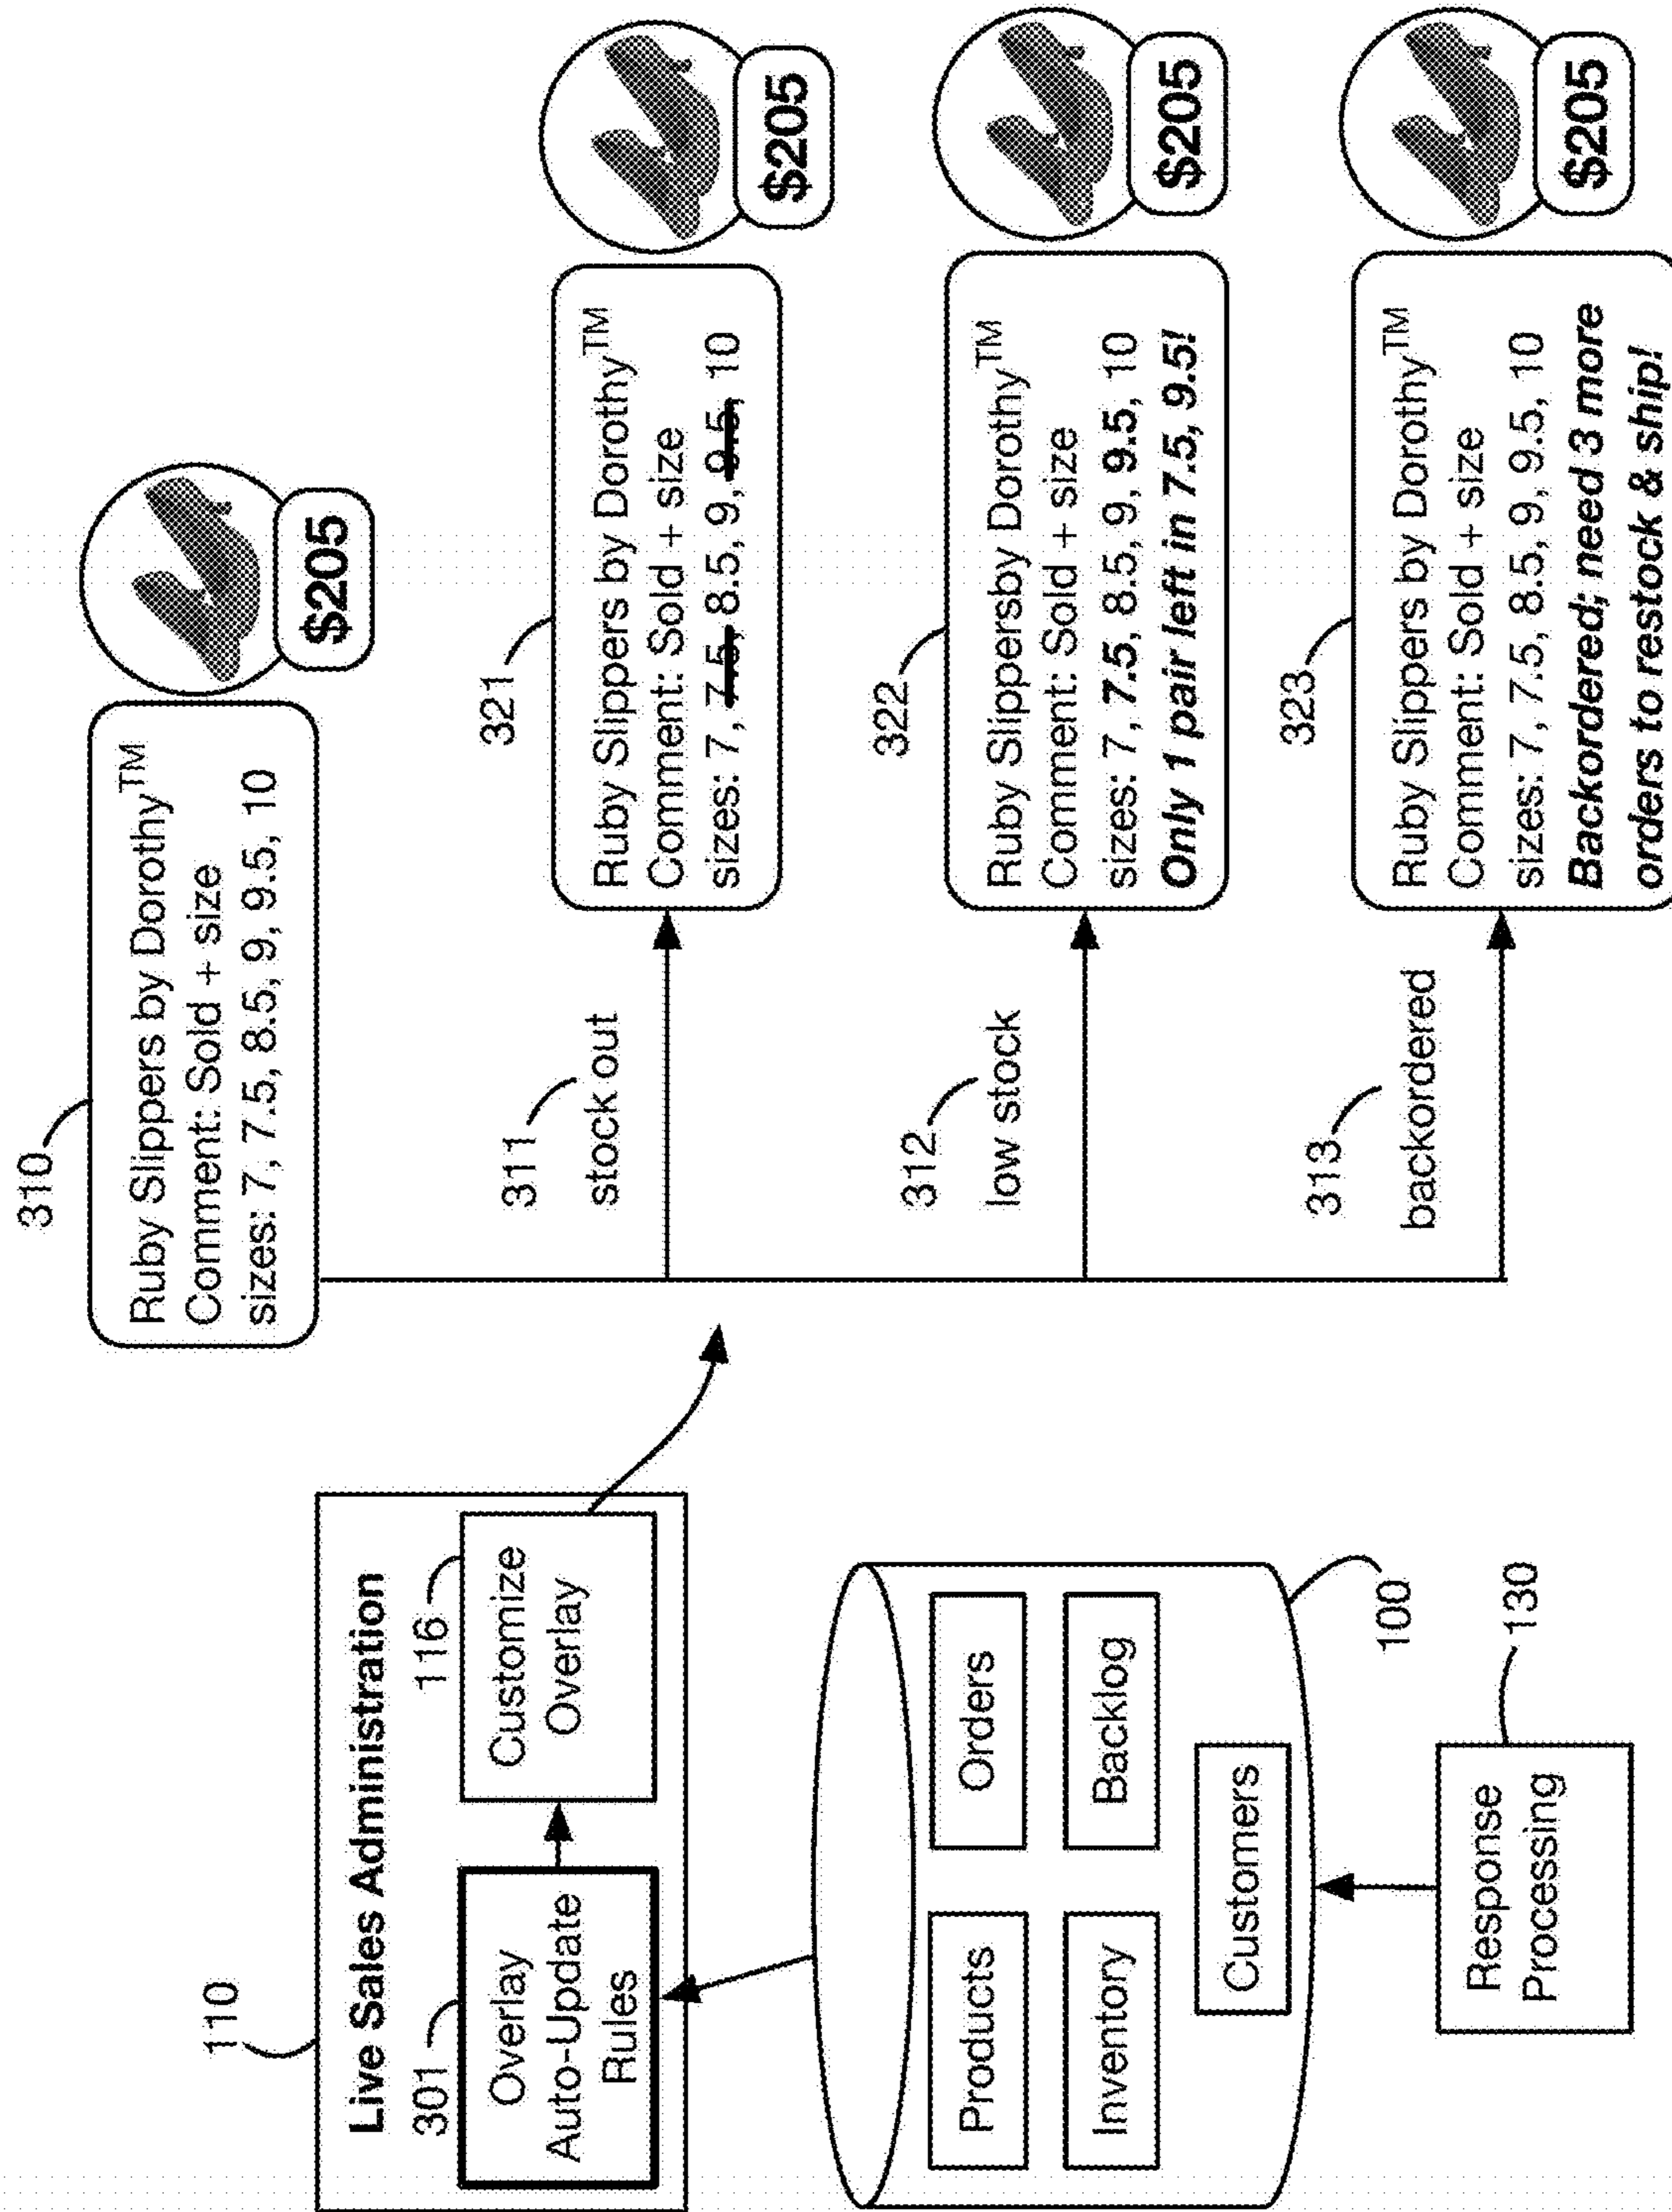 110
Live Sales Administration
301
Overlay
Auto-Update
Rules
116
Customize
Overlay
Products
Orders
Inventory
Backlog
Customers
100
Response
Processing
130
310
Ruby Slippers by Dorothy™
Comment: Sold + size
sizes: 7, 7.5, 8.5, 9, 9.5, 10
$205
311
stock out
321
Ruby Slippers by Dorothy™
Comment: Sold + size
sizes: 7, 7.5, 8.5, 9, 9.5, 10
$205
312
low stock
322
Ruby Slippersby Dorothy™
Comment: Sold + size
sizes: 7, 7.5, 8.5, 9, 9.5, 10
Only 1 pair left in 7.5, 9.5!
$205
313
backordered
323
Ruby Slippers by Dorothy™
Comment: Sold + size
sizes: 7, 7.5, 8.5, 9, 9.5, 10
Backordered; need 3 more
orders to restock & ship!
$205